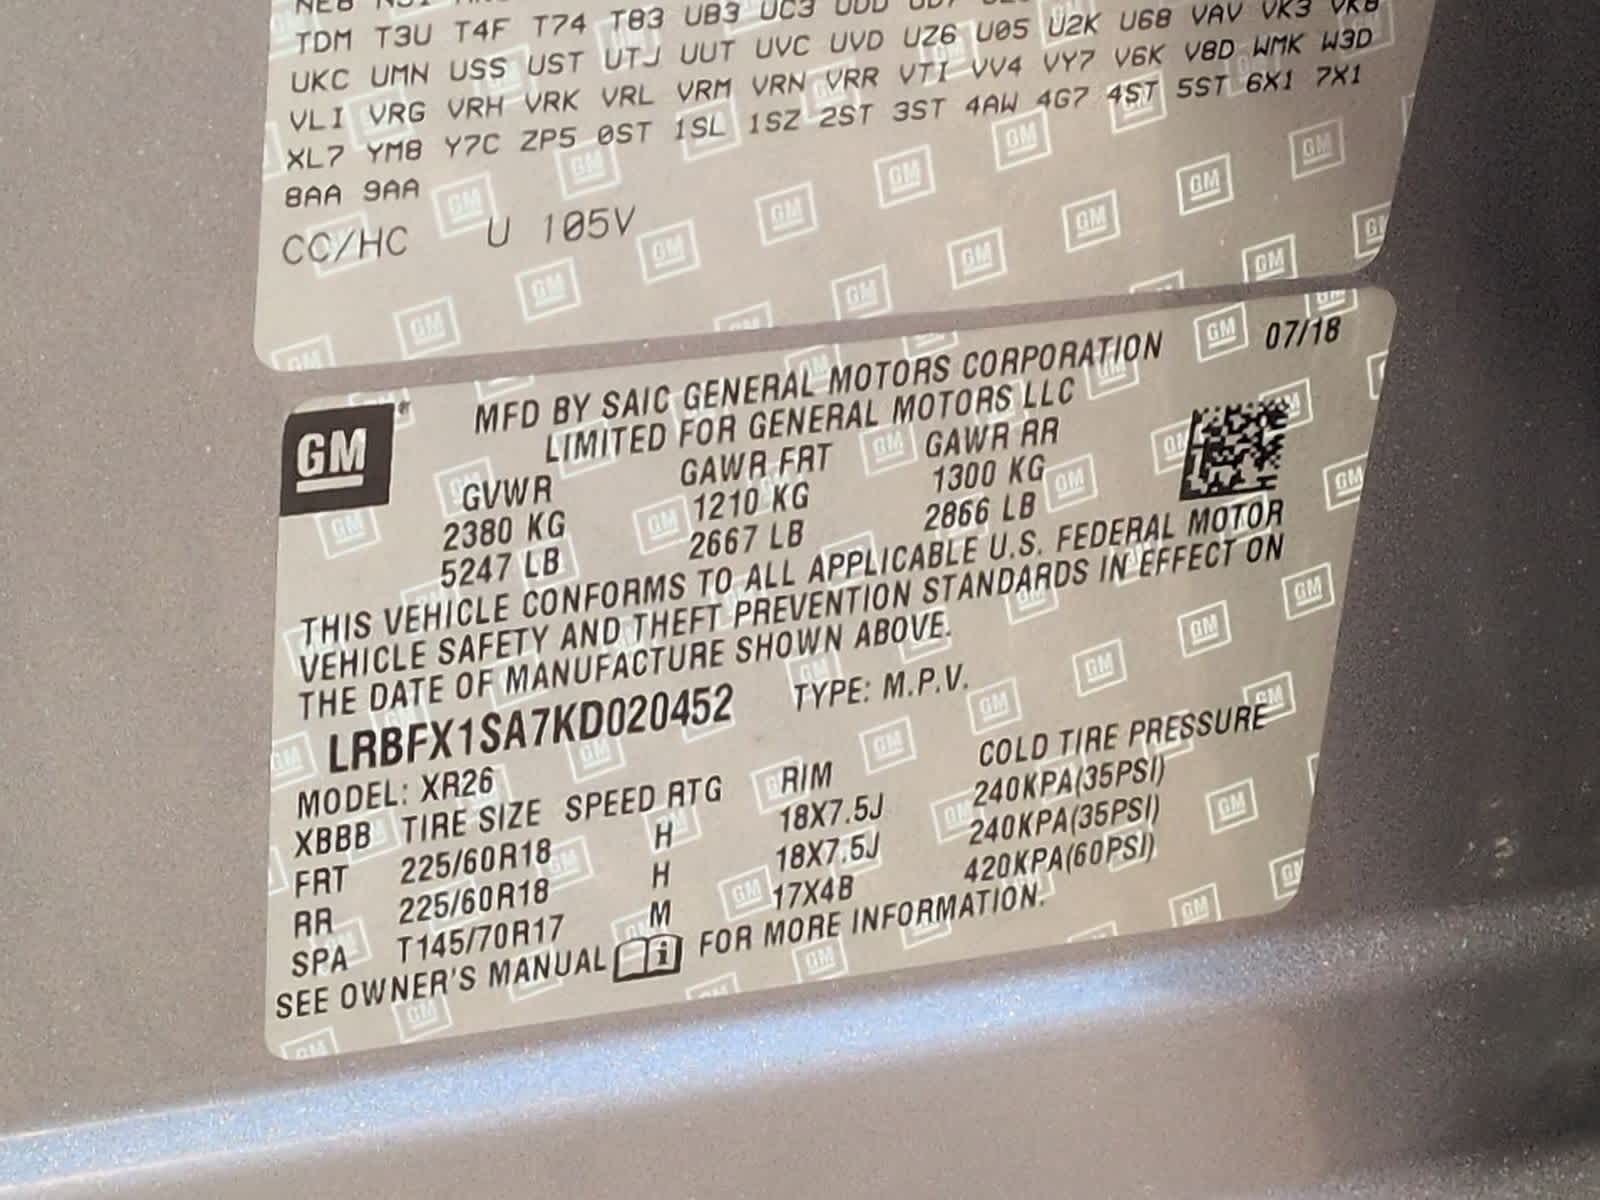 TDM T3U T4F T74 T83 UB3 UC3 UDD
UKC UMN USS UST UTJ UUT UVC UVD UZ6 U05 U2K U68 VAV VK3 VK8
VLI VRG VRH VRK VRL VRM VRN VRR VTI VV4 VY7 V6K V8D WMK W3D
XL7 YM8 Y7C ZP5 0ST 1SL 1SZ 2ST 3ST 4AW 4G7 4ST 5ST 6X1 7X1
8AA 9AA
CC/HC U 105V
07/18
GM®
MFD BY SAIC GENERAL MOTORS CORPORATION
LIMITED FOR GENERAL MOTORS LLC
GVWR GAWR FRT GAWR RR
2380 KG 1210 KG 1300 KG
5247 LB 2667 LB 2866 LB
THIS VEHICLE CONFORMS TO ALL APPLICABLE U.S. FEDERAL MOTOR
VEHICLE SAFETY AND THEFT PREVENTION STANDARDS IN EFFECT ON
THE DATE OF MANUFACTURE SHOWN ABOVE.
LRBFX1SA7KD020452 TYPE: M.P.V.
MODEL: XR26
XBBB TIRE SIZE SPEED RTG RIM COLD TIRE PRESSURE
FRT 225/60R18 H 18X7.5J 240KPA(35PSI)
RR 225/60R18 H 18X7.5J 240KPA(35PSI)
SPA T145/70R17 M 17X4B 420KPA(60PSI)
SEE OWNER'S MANUAL FOR MORE INFORMATION.